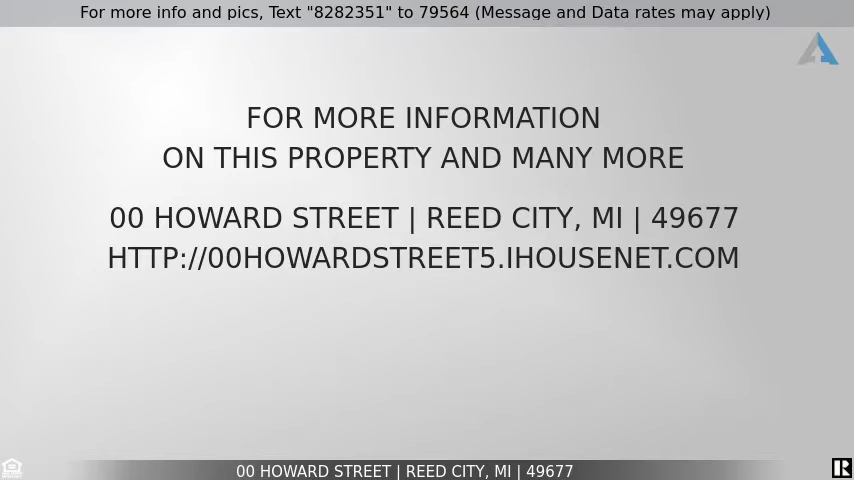 For more info and pics, Text "8282351" to 79564 (Message and Data rates may apply)
FOR MORE INFORMATION
ON THIS PROPERTY AND MANY MORE
00 HOWARD STREET | REED CITY, MI | 49677
HTTP://00HOWARDSTREET5.IHOUSENET.COM
00 HOWARD STREET | REED CITY, MI | 49677